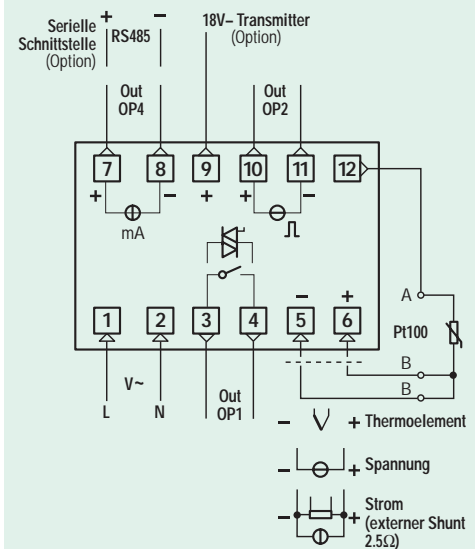 Serielle
Schnittstelle
(Option)
+ –
RS485
18V– Transmitter
(Option)
Out
OP4
Out
OP2
7 8 9 10 11 12
+ – + + –
mA
A
– +
1 2 3 4 5 6
Pt100
V~
B
B
L N
Out
OP1
– + Thermoelement
– + Spannung
– + Strom
(externer Shunt
2.5Ω)